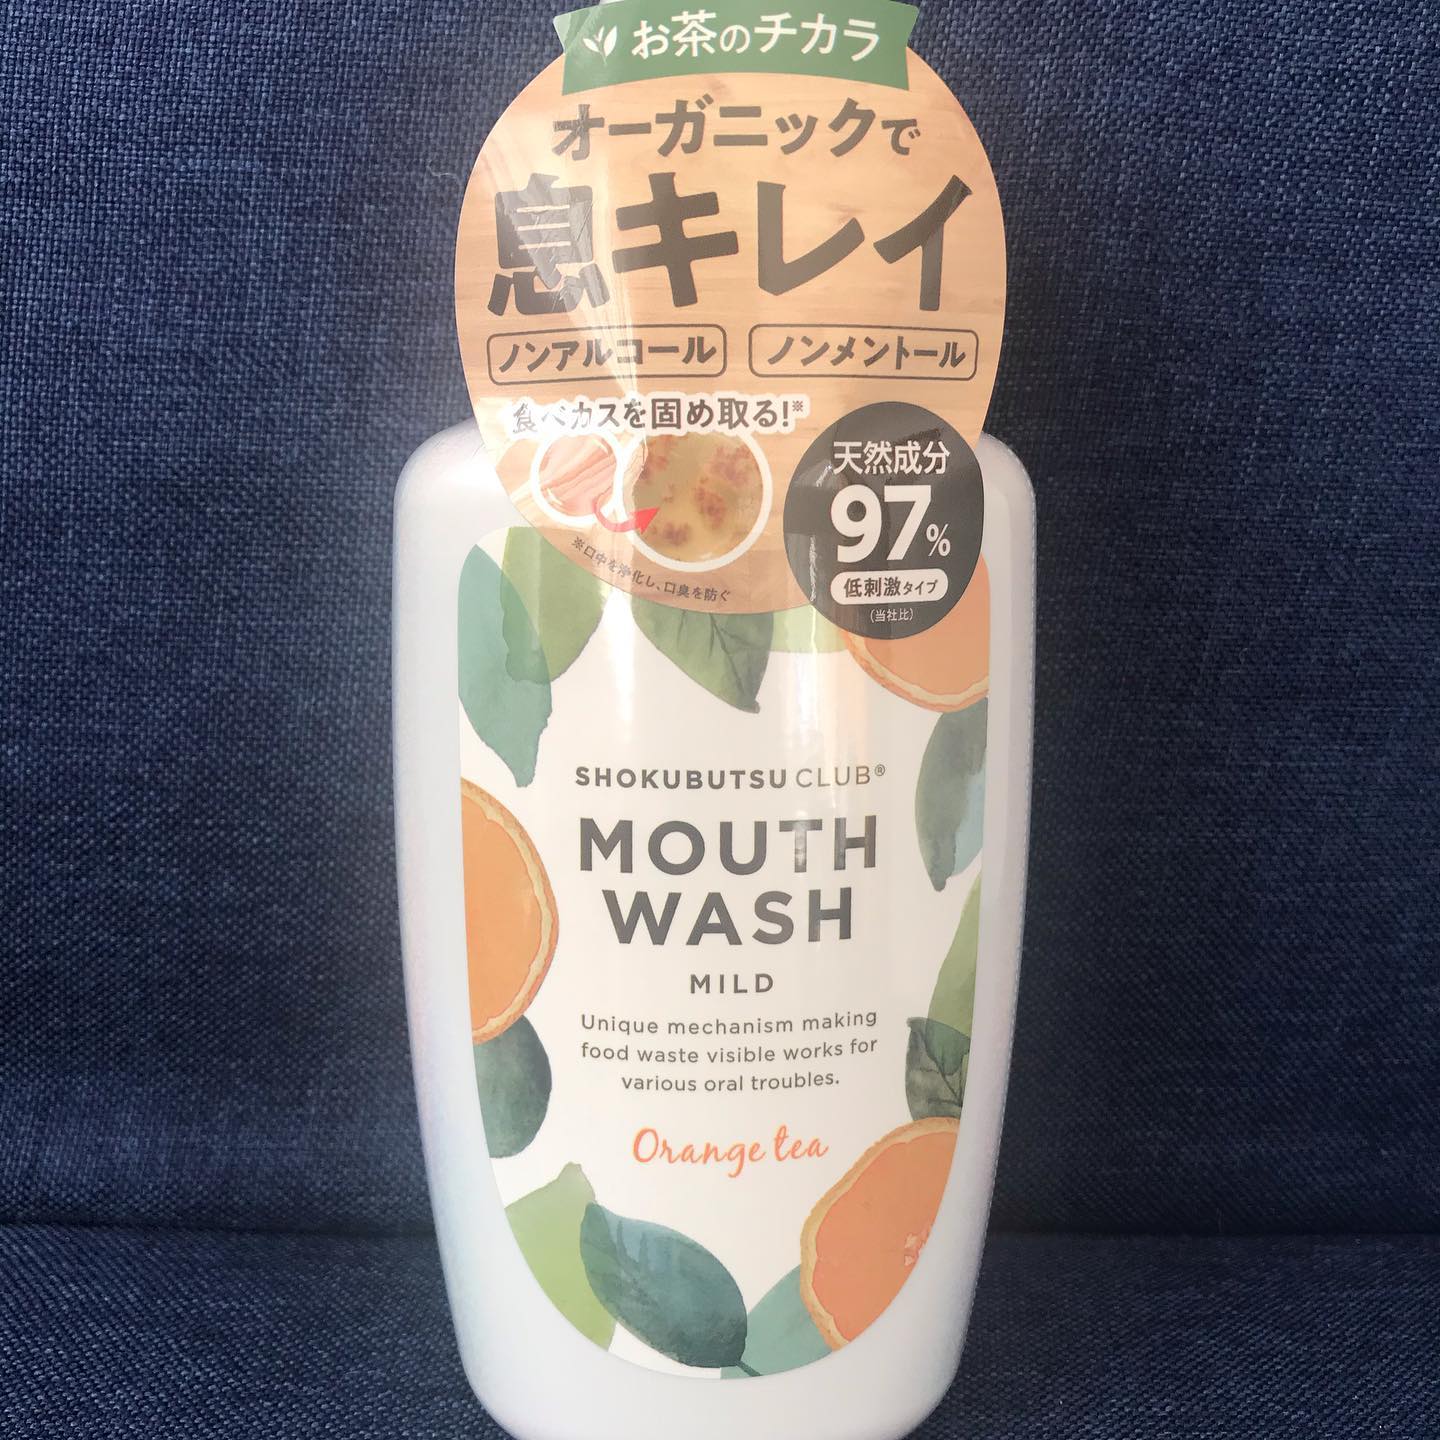 お茶のチカラ
オーガニックで
息キレイ
ノンアルコール
ノンメントール
食べカスを固め取る!※
※口中を浄化し、口臭を防ぐ
天然成分
97%
低刺激タイプ
(当社比)
SHOKUBUTSU CLUB®
MOUTH
WASH
MILD
Unique mechanism making
food waste visible works for
various oral troubles.
Orange tea